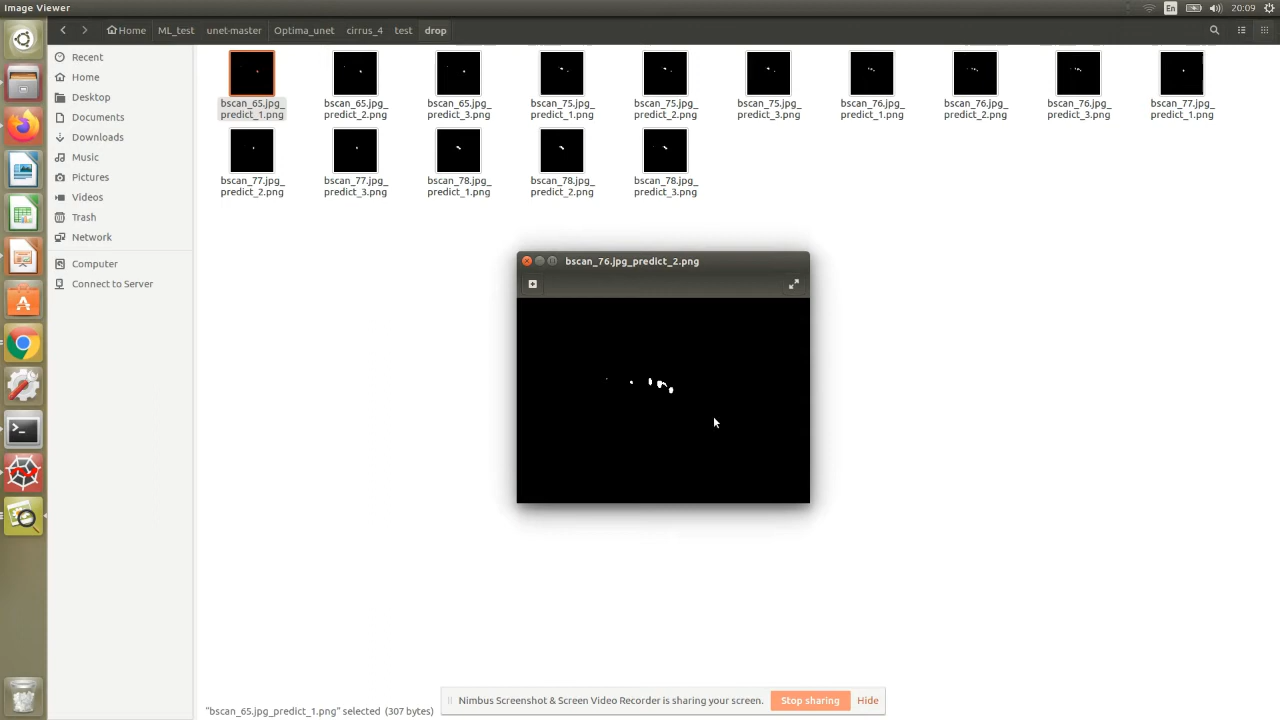 Image Viewer
En
20:09
Home
ML_test
unet-master
Optima_unet
cirrus_4
test
drop
Recent
Home
Desktop
Documents
Downloads
Music
Pictures
Videos
Trash
Network
Computer
Connect to Server
bscan_65.jpg_
predict_1.png
bscan_65.jpg_
predict_2.png
bscan_65.jpg_
predict_3.png
bscan_75.jpg_
predict_1.png
bscan_75.jpg_
predict_2.png
bscan_75.jpg_
predict_3.png
bscan_76.jpg_
predict_1.png
bscan_76.jpg_
predict_2.png
bscan_76.jpg_
predict_3.png
bscan_77.jpg_
predict_1.png
bscan_77.jpg_
predict_2.png
bscan_77.jpg_
predict_3.png
bscan_78.jpg_
predict_1.png
bscan_78.jpg_
predict_2.png
bscan_78.jpg_
predict_3.png
bscan_76.jpg_predict_2.png
Nimbus Screenshot & Screen Video Recorder is sharing your screen.
Stop sharing
Hide
"bscan_65.jpg_predict_1.png" selected (307 bytes)